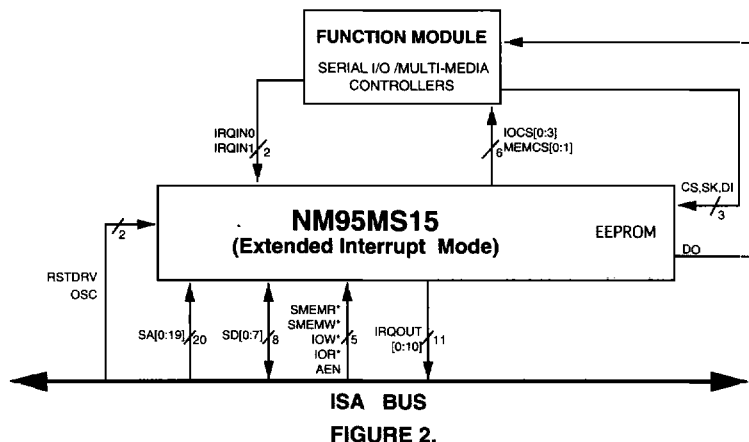 FUNCTION MODULE
SERIAL I/O /MULTI-MEDIA
CONTROLLERS
IRQIN0
IRQIN1
2
6
IOCS[0:3]
MEMCS[0:1]
CS,SK,DI
3
2
NM95MS15
(Extended Interrupt Mode)
EEPROM
DO
RSTDRV
OSC
SA[0:19]
20
SD[0:7]
8
SMEMR*
SMEMW*
IOW*
IOR*
AEN
5
IRQOUT
[0:10]
11
ISA BUS
FIGURE 2.